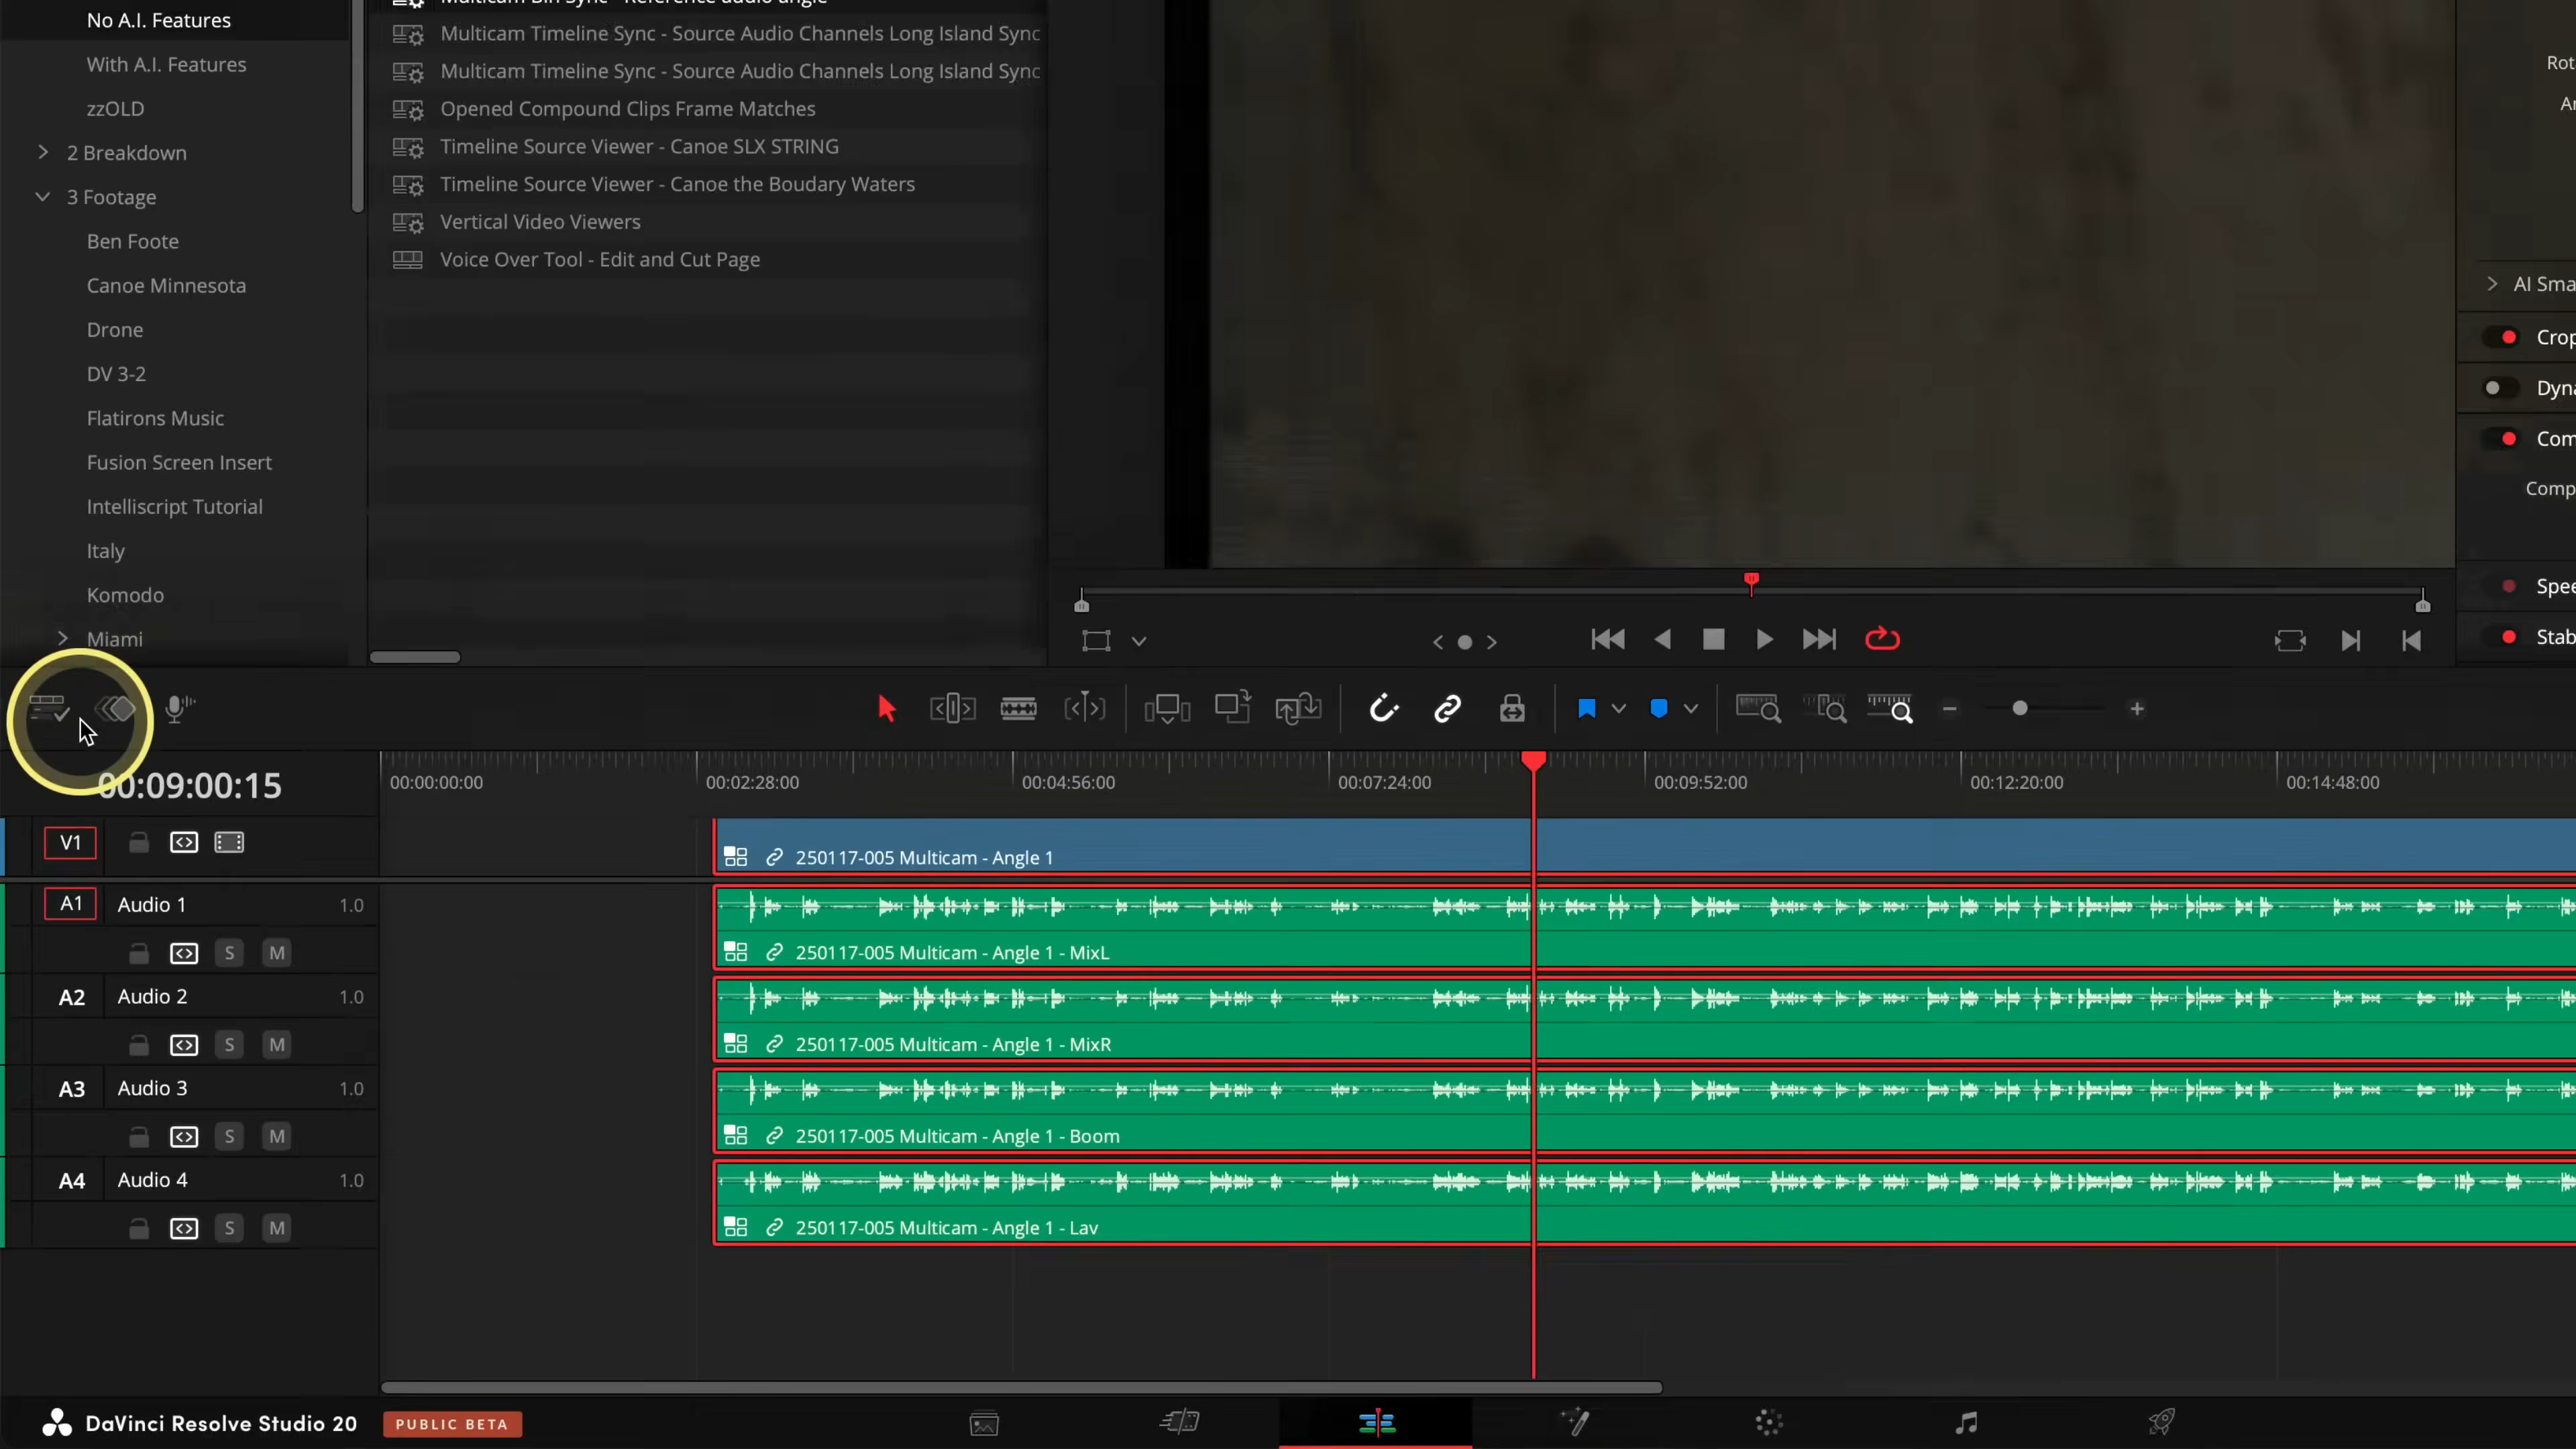 No A.I. Features
With A.I. Features
zzOLD
2 Breakdown
3 Footage
Ben Foote
Canoe Minnesota
Drone
DV 3-2
Flatirons Music
Fusion Screen Insert
Intelliscript Tutorial
Italy
Komodo
Miami
Multicam Bin Sync - Reference audio angle
Multicam Timeline Sync - Source Audio Channels Long Island Sync
Multicam Timeline Sync - Source Audio Channels Long Island Sync
Opened Compound Clips Frame Matches
Timeline Source Viewer - Canoe SLX STRING
Timeline Source Viewer - Canoe the Boudary Waters
Vertical Video Viewers
Voice Over Tool - Edit and Cut Page
Rot
AI Sma
Crop
Dyna
Com
Comp
Spee
Stab
00:09:00:15
00:00:00:00 00:02:28:00 00:04:56:00 00:07:24:00 00:09:52:00 00:12:20:00 00:14:48:00
V1
250117-005 Multicam - Angle 1
A1 Audio 1 1.0
S M
250117-005 Multicam - Angle 1 - MixL
A2 Audio 2 1.0
S M
250117-005 Multicam - Angle 1 - MixR
A3 Audio 3 1.0
S M
250117-005 Multicam - Angle 1 - Boom
A4 Audio 4 1.0
S M
250117-005 Multicam - Angle 1 - Lav
DaVinci Resolve Studio 20 PUBLIC BETA